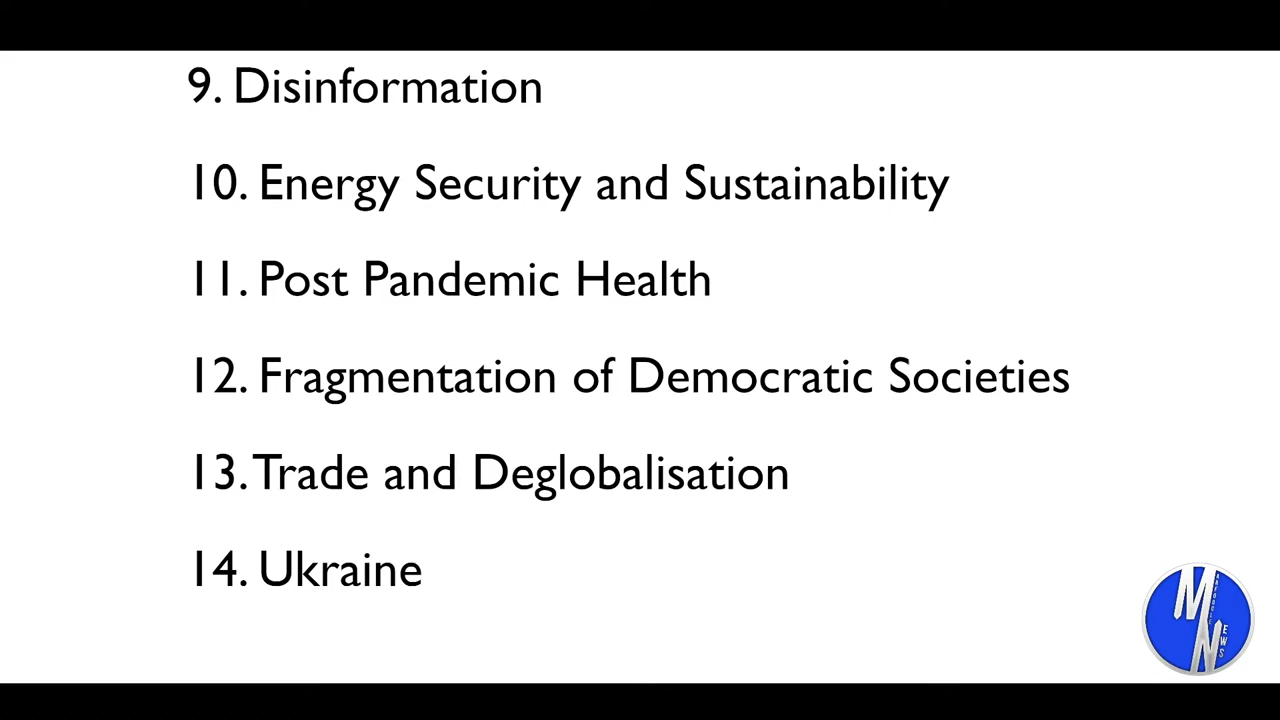 9. Disinformation
10. Energy Security and Sustainability
11. Post Pandemic Health
12. Fragmentation of Democratic Societies
13. Trade and Deglobalisation
14. Ukraine
M
N
EWS